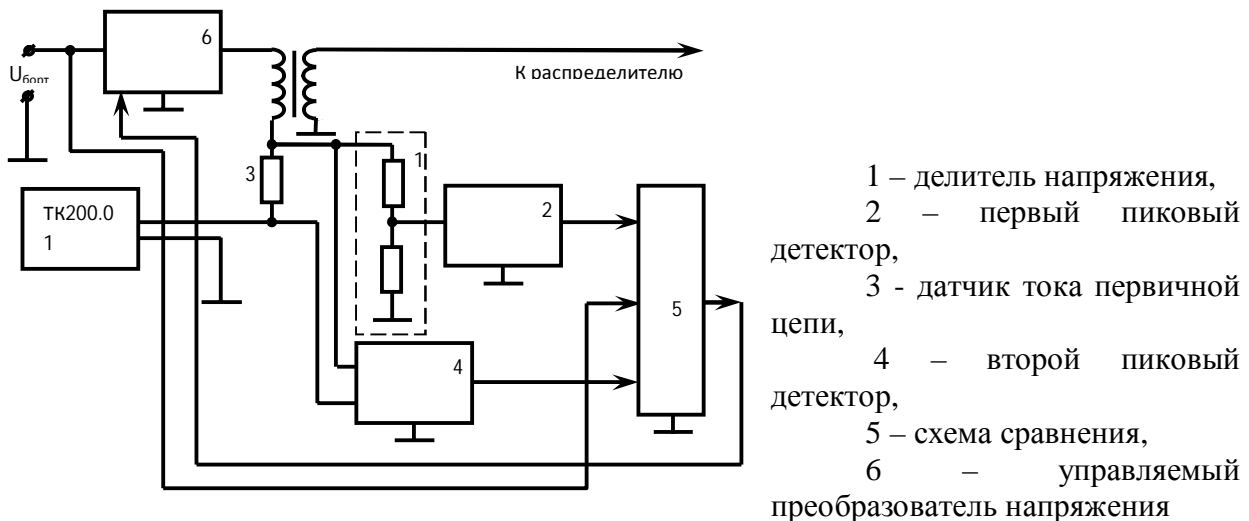 6
Uборт
К распределителю
3
1
ТК200.0
1
2
5
4
1 – делитель напряжения,
2 – первый пиковый
детектор,
3 - датчик тока первичной
цепи,
4 – второй пиковый
детектор,
5 – схема сравнения,
6 – управляемый
преобразователь напряжения